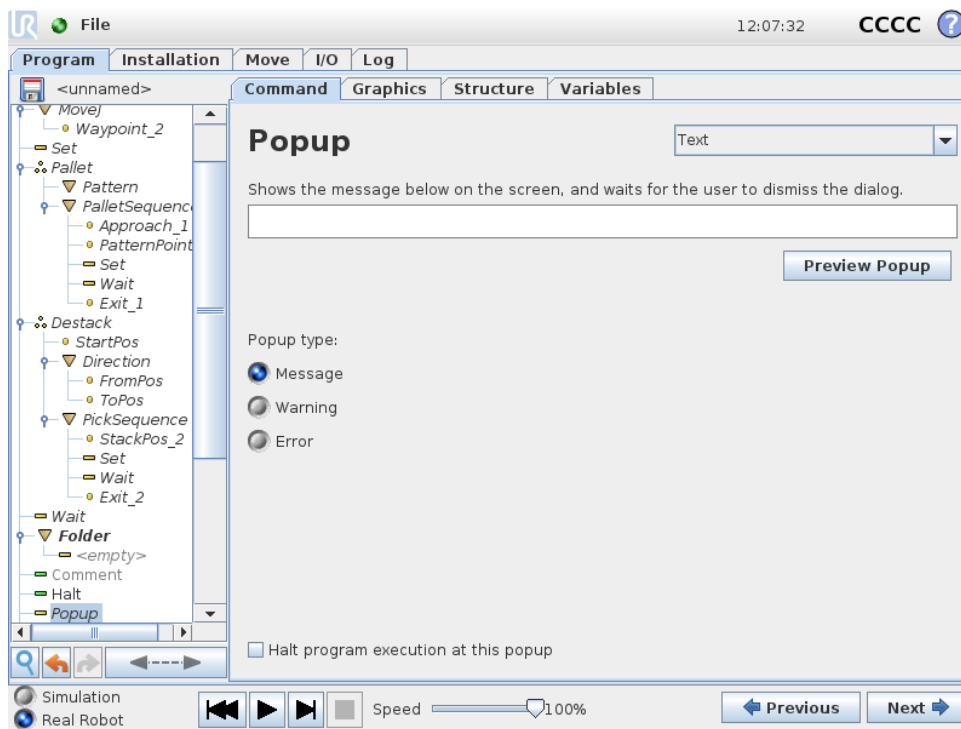 UR File 12:07:32 CCCC ?
Program Installation Move I/O Log
<unnamed>
Command Graphics Structure Variables
MoveJ
Waypoint_2
Set
Pallet
Pattern
PalletSequenc
Approach_1
PatternPoint
Set
Wait
Exit_1
Destack
StartPos
Direction
FromPos
ToPos
PickSequence
StackPos_2
Set
Wait
Exit_2
Wait
Folder
<empty>
Comment
Halt
Popup
Popup
Text
Shows the message below on the screen, and waits for the user to dismiss the dialog.
Preview Popup
Popup type:
Message
Warning
Error
Halt program execution at this popup
Simulation
Real Robot
Speed 100%
Previous Next